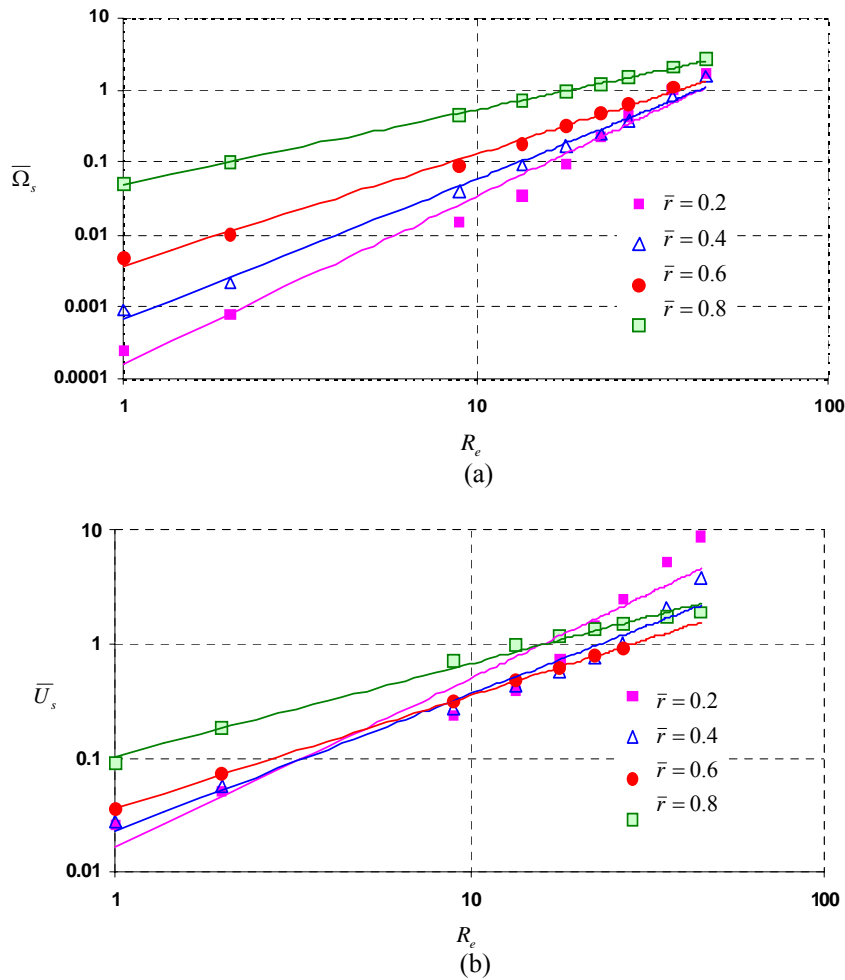 10
1
0.1
0.01
0.001
0.0001
Ω̅ₛ
r̅ = 0.2
r̅ = 0.4
r̅ = 0.6
r̅ = 0.8
1
10
100
Rₑ
(a)
10
1
0.1
0.01
U̅ₛ
r̅ = 0.2
r̅ = 0.4
r̅ = 0.6
r̅ = 0.8
1
10
100
Rₑ
(b)